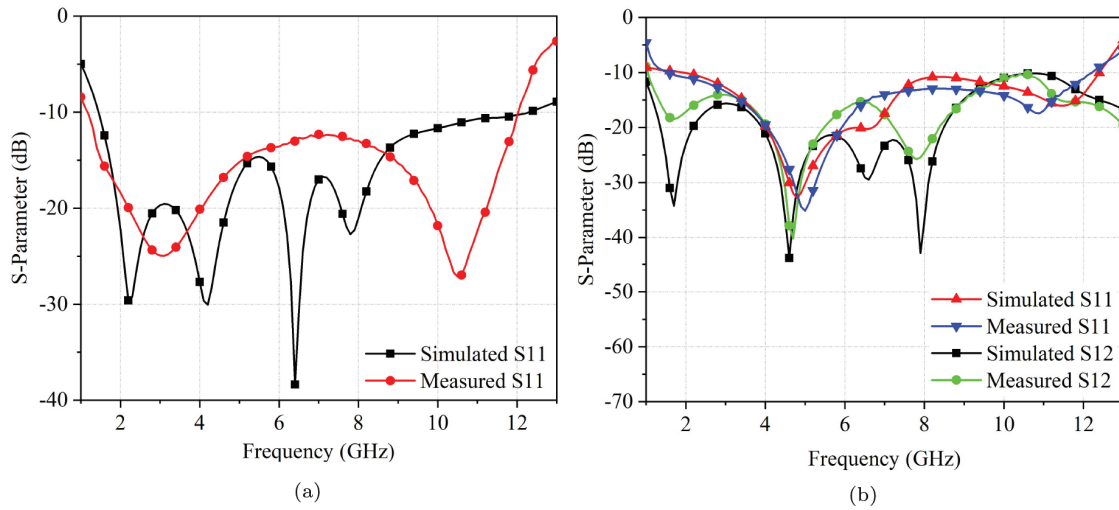 0
-10
-20
-30
-40
S-Parameter (dB)
2 4 6 8 10 12
Frequency (GHz)
Simulated S11
Measured S11
(a)
0
-10
-20
-30
-40
-50
-60
-70
S-Parameter (dB)
2 4 6 8 10 12
Frequency (GHz)
Simulated S11
Measured S11
Simulated S12
Measured S12
(b)